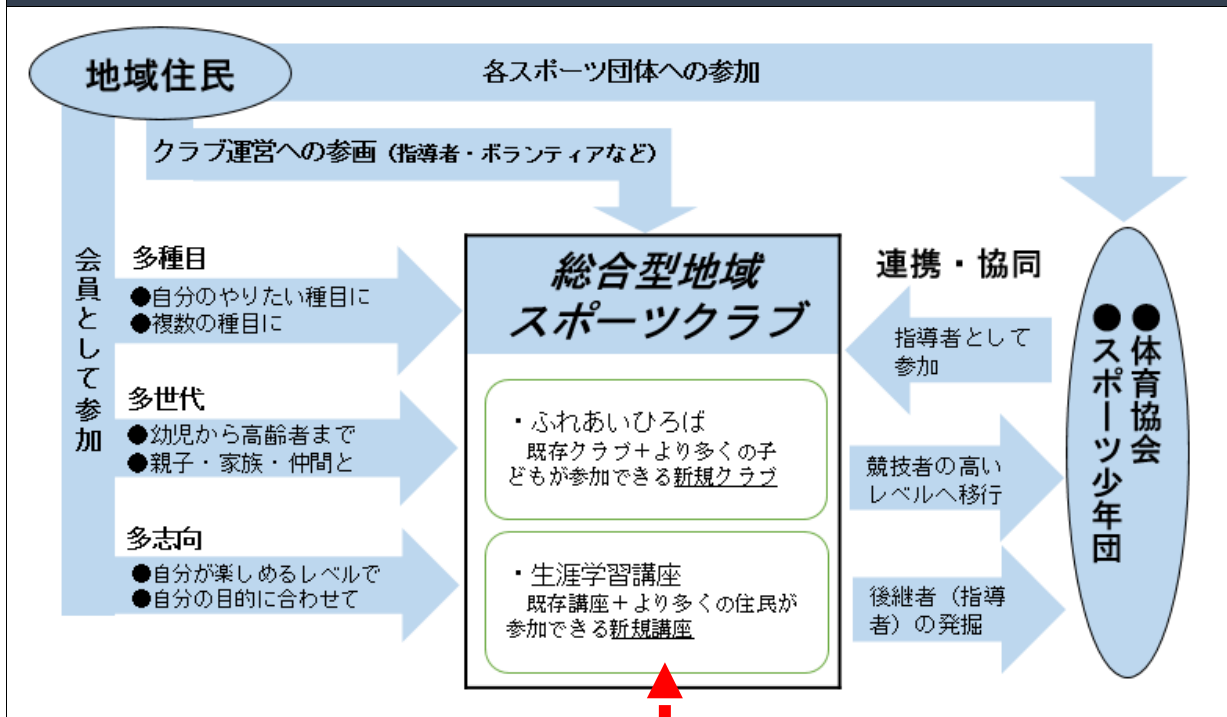 地域住民
各スポーツ団体への参加
クラブ運営への参画（指導者・ボランティアなど）
会員として参加
多種目
●自分のやりたい種目に
●複数の種目に
多世代
●幼児から高齢者まで
●親子・家族・仲間と
多志向
●自分が楽しめるレベルで
●自分の目的に合わせて
総合型地域
スポーツクラブ
・ふれあいひろば
既存クラブ＋より多くの子
どもが参加できる新規クラブ
・生涯学習講座
既存講座＋より多くの住民が
参加できる新規講座
連携・協同
指導者として
参加
競技者の高い
レベルへ移行
後継者（指導
者）の発掘
●体育協会
●スポーツ少年団